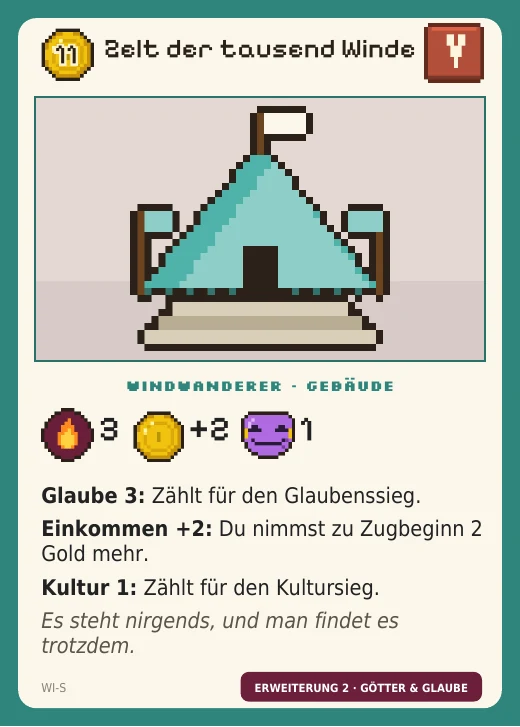 11 Zelt der tausend Winde
WINDWANDERER · GEBÄUDE
3 +2 1
Glaube 3: Zählt für den Glaubenssieg.
Einkommen +2: Du nimmst zu Zugbeginn 2
Gold mehr.
Kultur 1: Zählt für den Kultursieg.
Es steht nirgends, und man findet es
trotzdem.
WI-S
ERWEITERUNG 2 · GÖTTER & GLAUBE